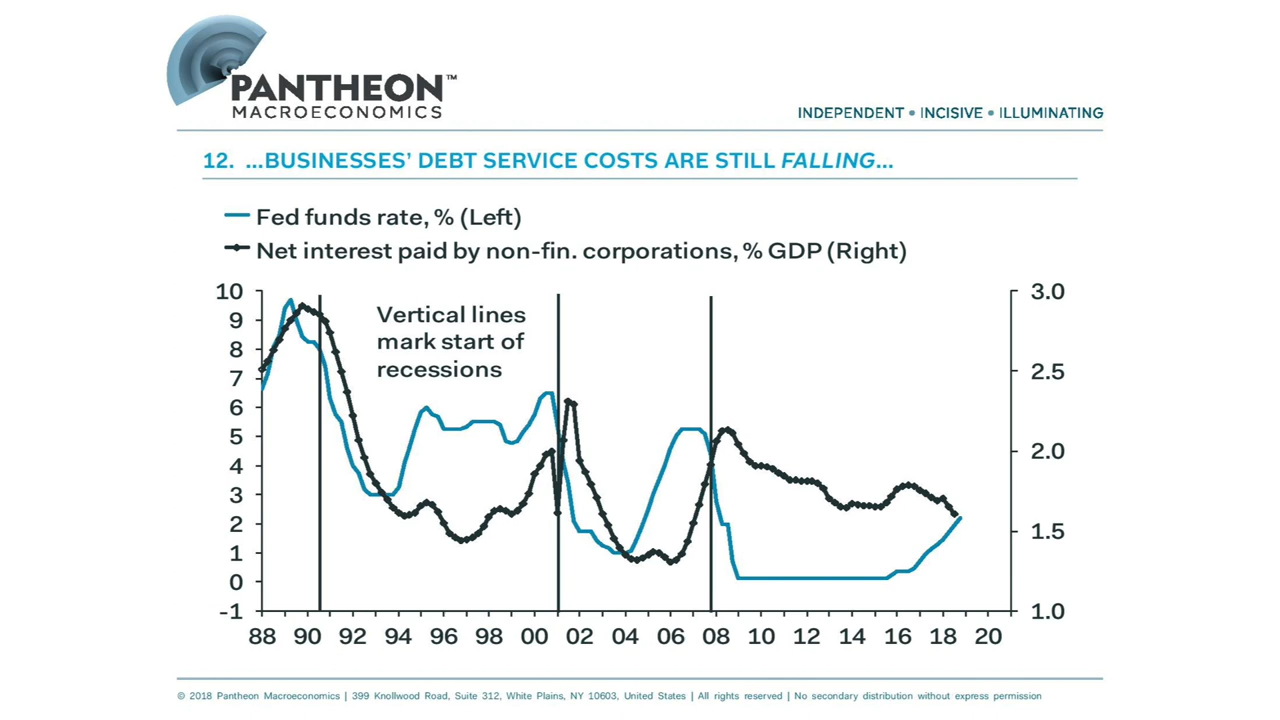 PANTHEON™
MACROECONOMICS
INDEPENDENT • INCISIVE • ILLUMINATING
12. ...BUSINESSES’ DEBT SERVICE COSTS ARE STILL FALLING...
Fed funds rate, % (Left)
Net interest paid by non-fin. corporations, % GDP (Right)
Vertical lines
mark start of
recessions
10
9
8
7
6
5
4
3
2
1
0
-1
3.0
2.5
2.0
1.5
1.0
88 90 92 94 96 98 00 02 04 06 08 10 12 14 16 18 20
© 2018 Pantheon Macroeconomics | 399 Knollwood Road, Suite 312, White Plains, NY 10603, United States | All rights reserved | No secondary distribution without express permission